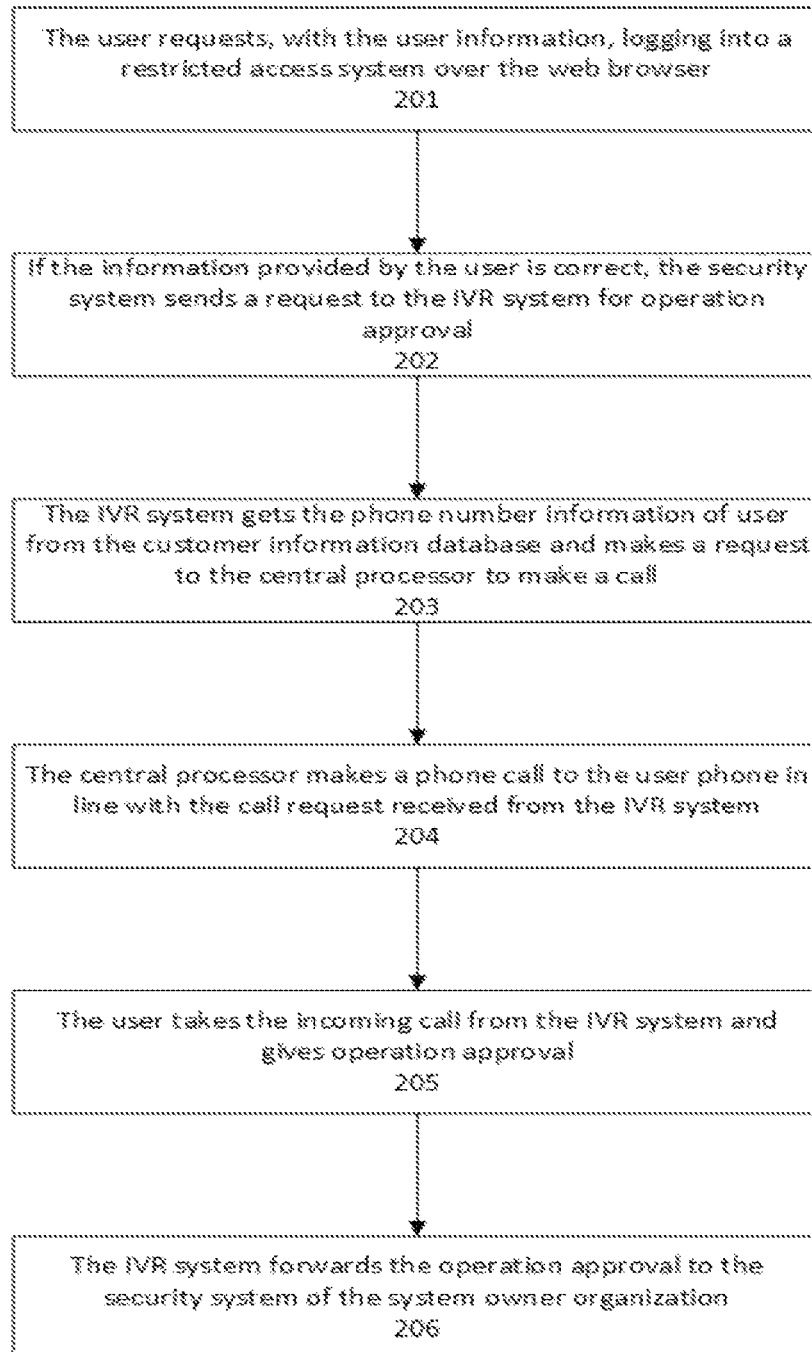 The user requests, with the user information, logging into a
restricted access system over the web browser
201
If the information provided by the user is correct, the security
system sends a request to the IVR system for operation
approval
202
The IVR system gets the phone number information of user
from the customer information database and makes a request
to the central processor to make a call
203
The central processor makes a phone call to the user phone in
line with the call request received from the IVR system
204
The user takes the incoming call from the IVR system and
gives operation approval
205
The IVR system forwards the operation approval to the
security system of the system owner organization
206